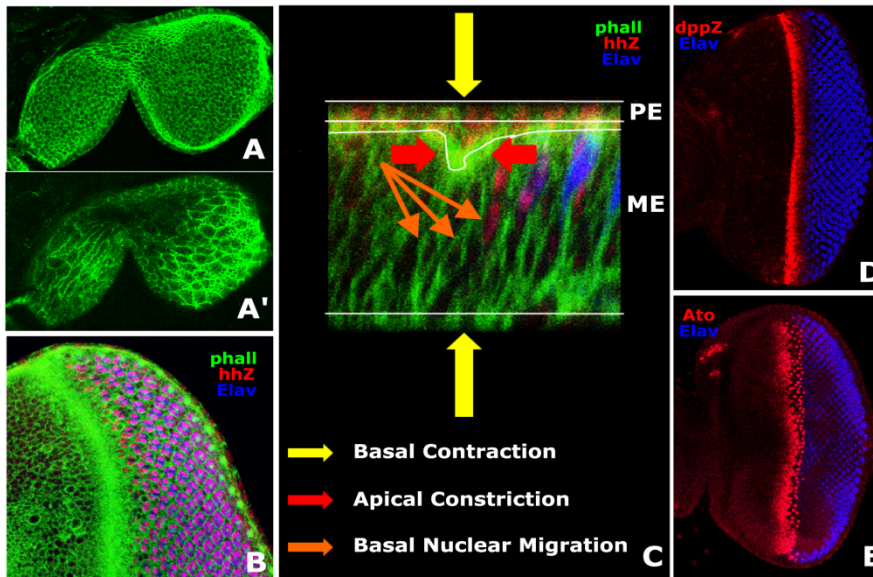 A
A'
phall
hhZ
Elav
B
phall
hhZ
Elav
PE
ME
Basal Contraction
Apical Constriction
Basal Nuclear Migration
C
dppZ
Elav
D
Ato
Elav
E